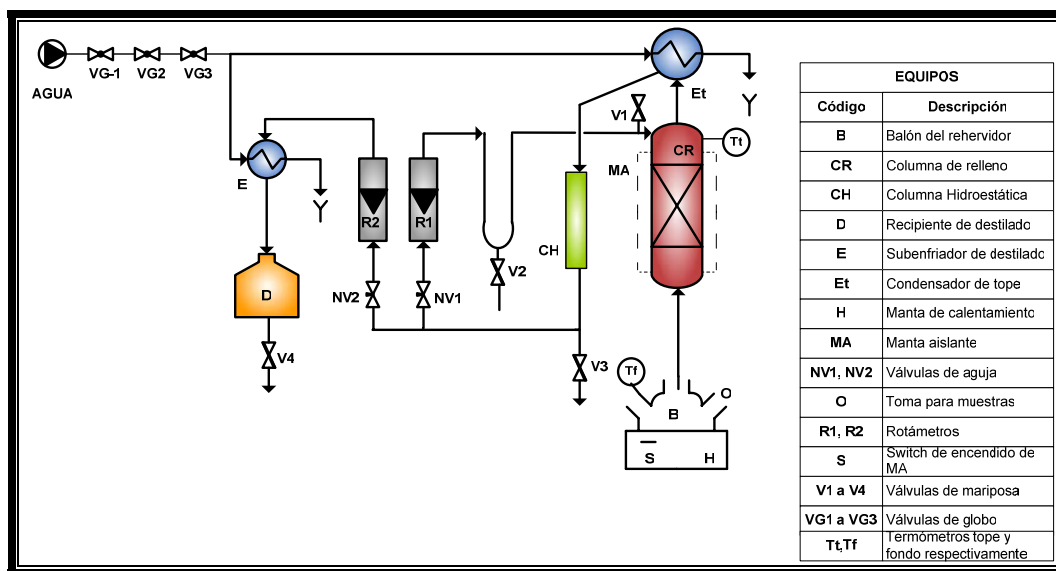 AGUA
VG-1
VG2
VG3
Et
V1
CR
Tt
MA
E
R2
R1
CH
V2
NV2
NV1
D
V4
V3
Tf
O
B
S
H
EQUIPOS
Código Descripción
B Balón del rehervidor
CR Columna de relleno
CH Columna Hidroestática
D Recipiente de destilado
E Subenfriador de destilado
Et Condensador de tope
H Manta de calentamiento
MA Manta aislante
NV1, NV2 Válvulas de aguja
O Toma para muestras
R1, R2 Rotámetros
S Switch de encendido de
MA
V1 a V4 Válvulas de mariposa
VG1 a VG3 Válvulas de globo
Tt,Tf Termómetros tope y
fondo respectivamente